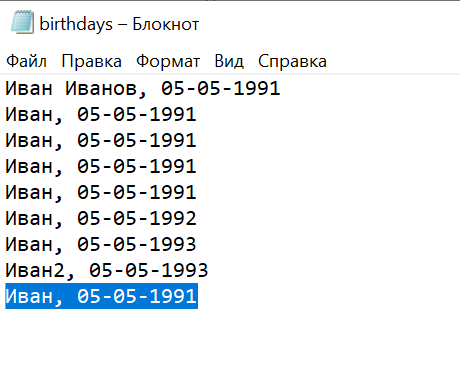 birthdays – Блокнот
Файл Правка Формат Вид Справка
Иван Иванов, 05-05-1991
Иван, 05-05-1991
Иван, 05-05-1991
Иван, 05-05-1991
Иван, 05-05-1991
Иван, 05-05-1992
Иван, 05-05-1993
Иван2, 05-05-1993
Иван, 05-05-1991